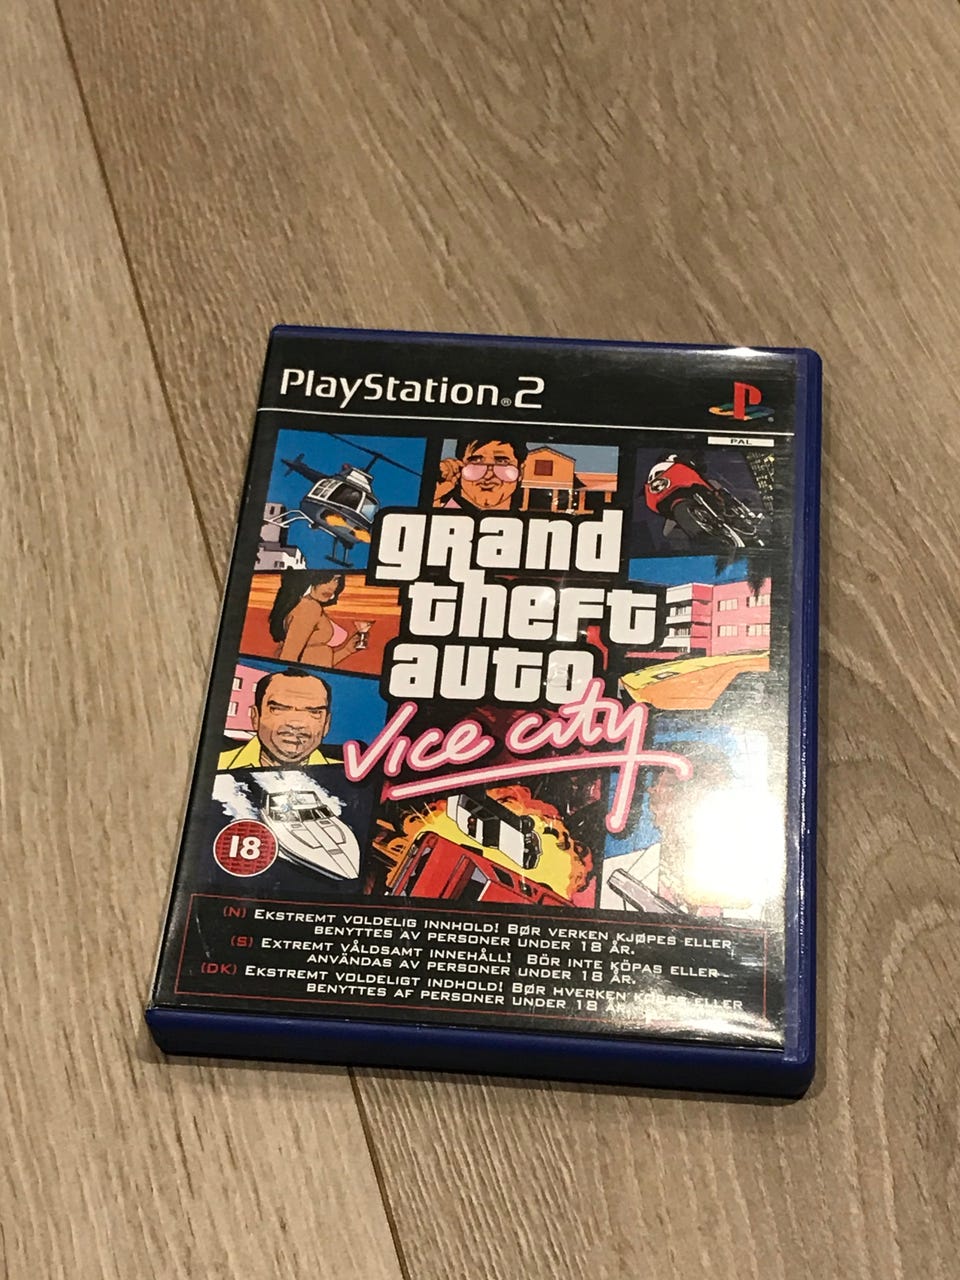 PlayStation®2
PAL
grand
theft
auto
Vice City
18
(N) EKSTREMT VOLDELIG INNHOLD! BØR VERKEN KJØPES ELLER
BENYTTES AV PERSONER UNDER 18 ÅR.
(S) EXTREMT VÅLDSAMT INNEHÅLL! BÖR INTE KÖPAS ELLER
ANVÄNDAS AV PERSONER UNDER 18 ÅR.
(DK) EKSTREMT VOLDELIGT INDHOLD! BØR HVERKEN KØBES ELLER
BENYTTES AF PERSONER UNDER 18 ÅR.